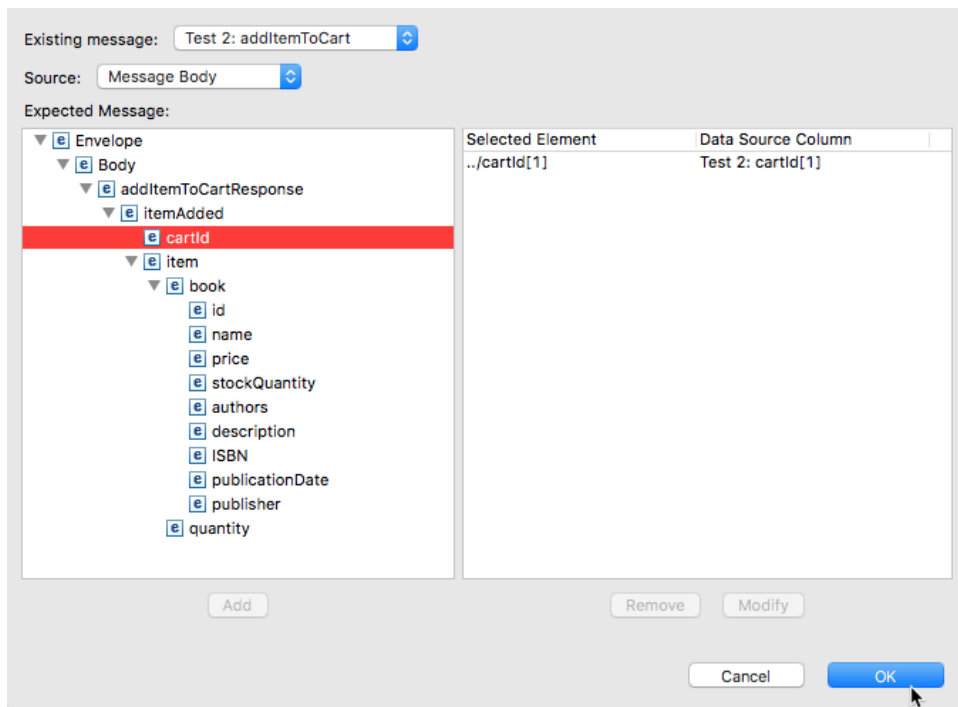 Existing message: Test 2: addItemToCart
Source: Message Body
Expected Message:
e Envelope
e Body
e addItemToCartResponse
e itemAdded
e cartId
e item
e book
e id
e name
e price
e stockQuantity
e authors
e description
e ISBN
e publicationDate
e publisher
e quantity
Selected Element Data Source Column
../cartId[1] Test 2: cartId[1]
Add Remove Modify
Cancel OK